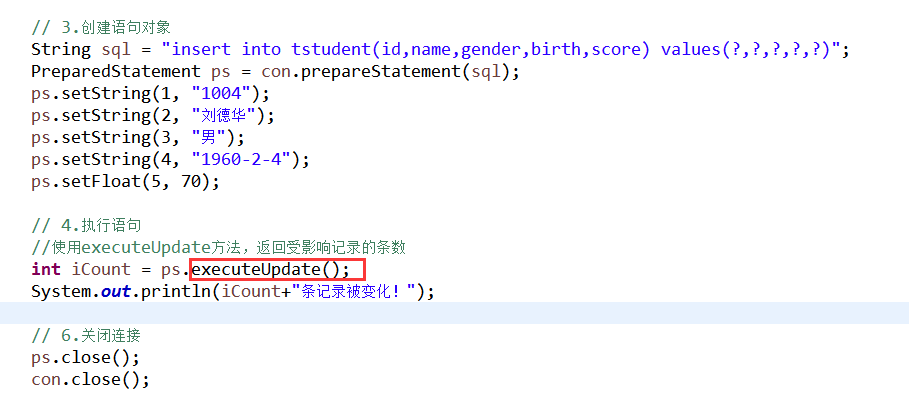 // 3.创建语句对象
String sql = "insert into tstudent(id,name,gender,birth,score) values(?,?,?,?,?)";
PreparedStatement ps = con.prepareStatement(sql);
ps.setString(1, "1004");
ps.setString(2, "刘德华");
ps.setString(3, "男");
ps.setString(4, "1960-2-4");
ps.setFloat(5, 70);
// 4.执行语句
//使用executeUpdate方法，返回受影响记录的条数
int iCount = ps.executeUpdate();
System.out.println(iCount+"条记录被变化！");
// 6.关闭连接
ps.close();
con.close();